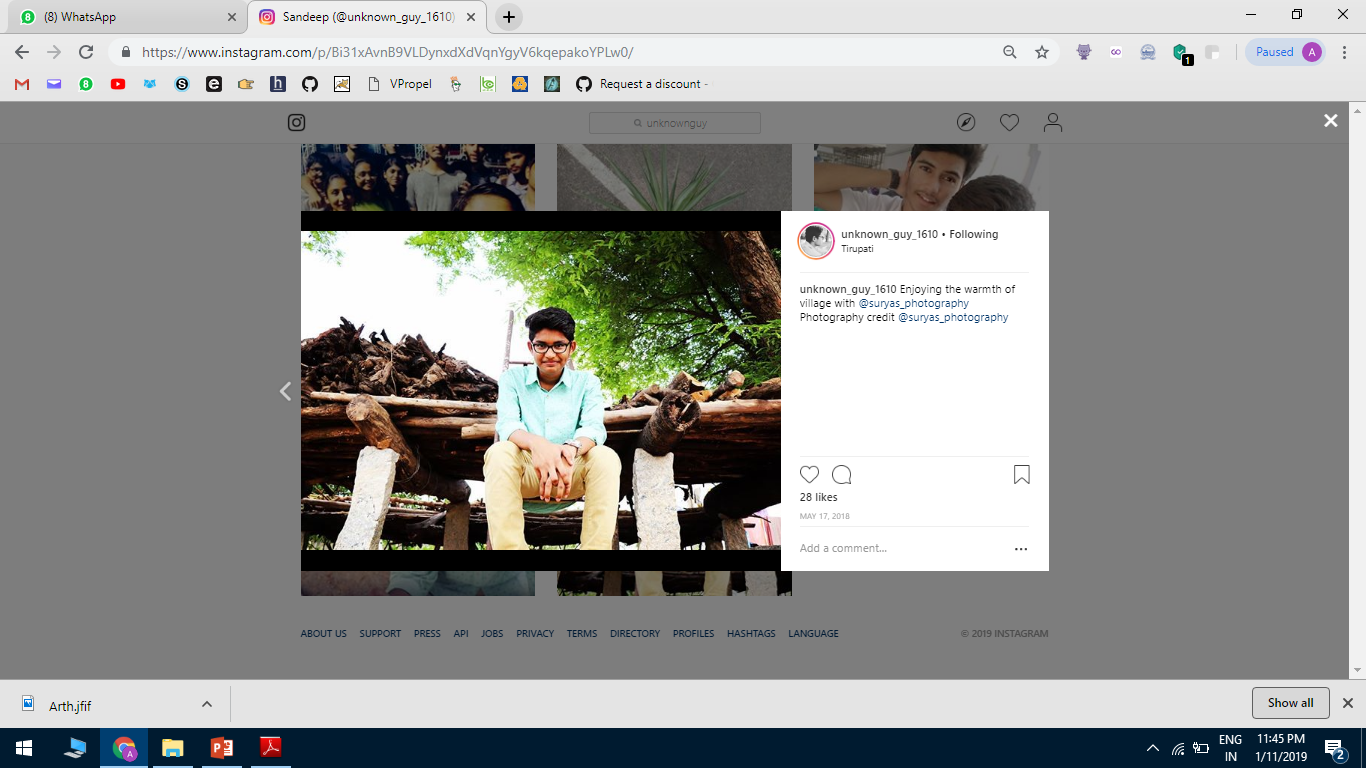 (8) WhatsApp
Sandeep (@unknown_guy_1610)
https://www.instagram.com/p/Bi31xAvnB9VLDynxdXdVqnYgyV6kqepakoYPLw0/
1
Paused A
8
VPropel
Request a discount -
unknownguy
unknown_guy_1610 • Following
Tirupati
unknown_guy_1610 Enjoying the warmth of
village with @suryas_photography
Photography credit @suryas_photography
28 likes
MAY 17, 2018
Add a comment...
ABOUT US SUPPORT PRESS API JOBS PRIVACY TERMS DIRECTORY PROFILES HASHTAGS LANGUAGE
© 2019 INSTAGRAM
Arth.jfif
Show all
ENG
IN
11:45 PM
1/11/2019
2